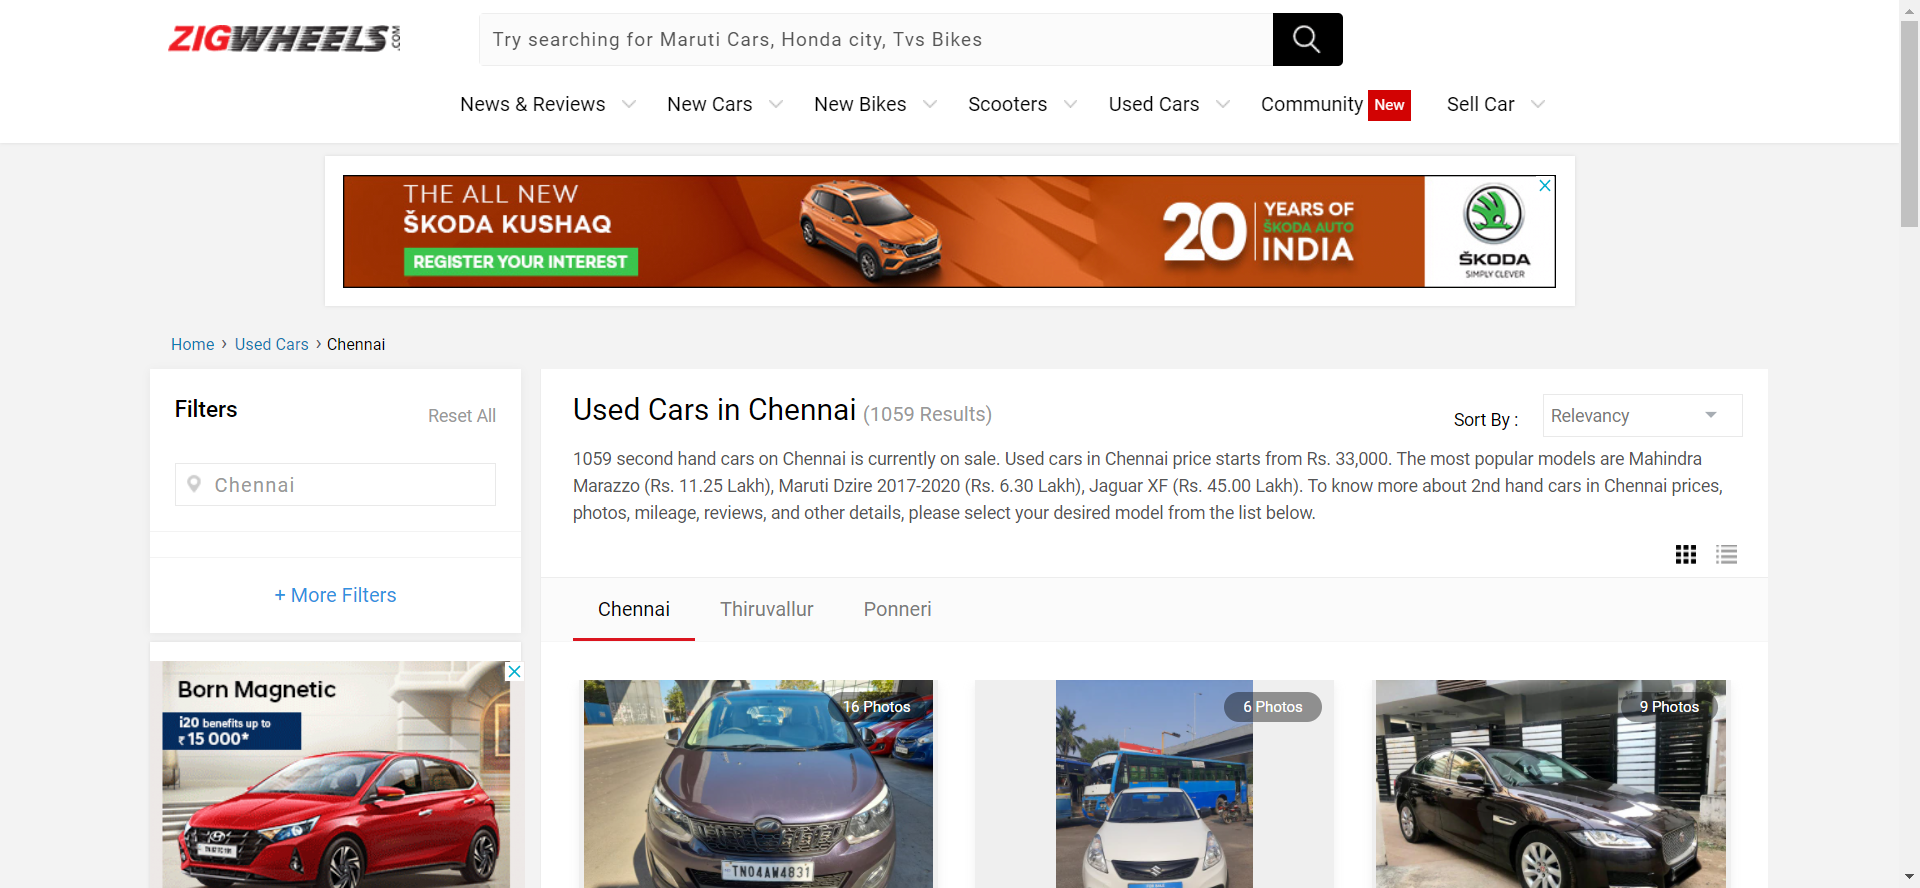 ZIGWHEELS.COM
Try searching for Maruti Cars, Honda city, Tvs Bikes
News & Reviews New Cars New Bikes Scooters Used Cars Community New Sell Car
THE ALL NEW
ŠKODA KUSHAQ
REGISTER YOUR INTEREST
20 YEARS OF
ŠKODA AUTO
INDIA
ŠKODA
SIMPLY CLEVER
Home › Used Cars › Chennai
Filters
Reset All
Chennai
+ More Filters
Born Magnetic
i20 benefits up to
₹ 15 000*
Used Cars in Chennai (1059 Results)
Sort By : Relevancy
1059 second hand cars on Chennai is currently on sale. Used cars in Chennai price starts from Rs. 33,000. The most popular models are Mahindra
Marazzo (Rs. 11.25 Lakh), Maruti Dzire 2017-2020 (Rs. 6.30 Lakh), Jaguar XF (Rs. 45.00 Lakh). To know more about 2nd hand cars in Chennai prices,
photos, mileage, reviews, and other details, please select your desired model from the list below.
Chennai Thiruvallur Ponneri
16 Photos
TN04AW4831
6 Photos
9 Photos